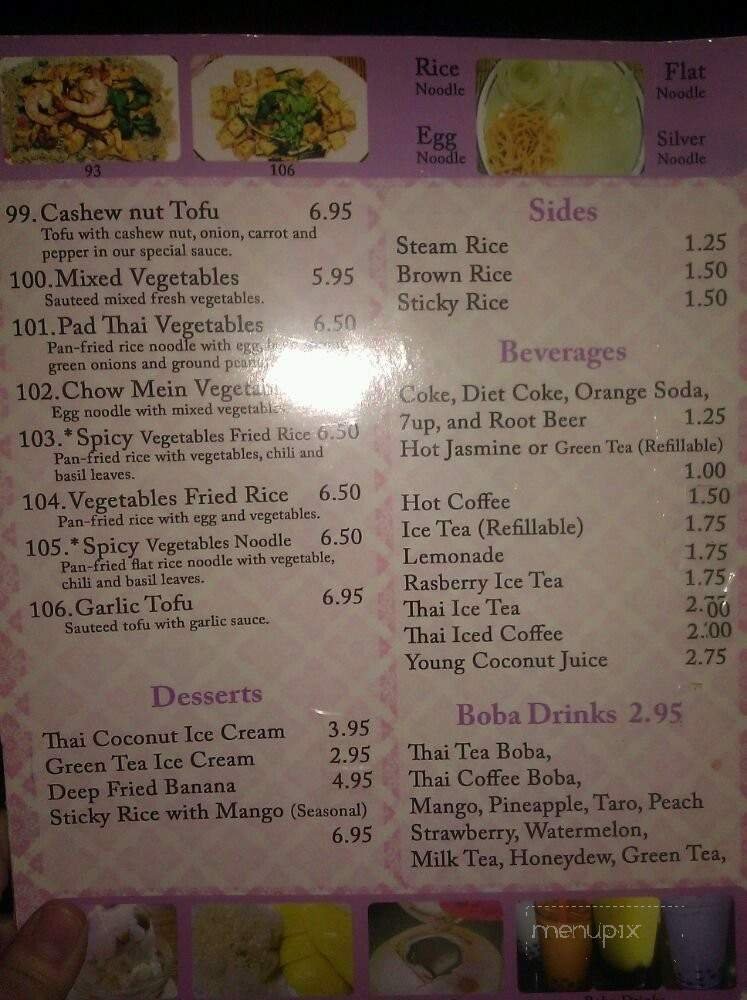 Rice
Noodle
Flat
Noodle
Egg
Noodle
Silver
Noodle
93
106
99. Cashew nut Tofu 6.95
Tofu with cashew nut, onion, carrot and
pepper in our special sauce.
100. Mixed Vegetables 5.95
Sauteed mixed fresh vegetables.
101. Pad Thai Vegetables 6.50
Pan-fried rice noodle with egg,
green onions and ground
102. Chow Mein
Egg noodle with mixed
103.* Spicy Vegetables Fried Rice 6.50
Pan-fried rice with vegetables, chili and
basil leaves.
104. Vegetables Fried Rice 6.50
Pan-fried rice with egg and vegetables.
105.* Spicy Vegetables Noodle 6.50
Pan-fried flat rice noodle with vegetable,
chili and basil leaves.
106. Garlic Tofu 6.95
Sauteed tofu with garlic sauce.
Desserts
Thai Coconut Ice Cream 3.95
Green Tea Ice Cream 2.95
Deep Fried Banana 4.95
Sticky Rice with Mango (Seasonal)
6.95
Sides
Steam Rice 1.25
Brown Rice 1.50
Sticky Rice 1.50
Beverages
Coke, Diet Coke, Orange Soda,
7up, and Root Beer 1.25
Hot Jasmine or Green Tea (Refillable)
1.00
Hot Coffee 1.50
Ice Tea (Refillable) 1.75
Lemonade 1.75
Rasberry Ice Tea 1.75
Thai Ice Tea
Thai Iced Coffee 2.00
Young Coconut Juice 2.75
Boba Drinks 2.95
Thai Tea Boba,
Thai Coffee Boba,
Mango, Pineapple, Taro, Peach
Strawberry, Watermelon,
Milk Tea, Honeydew, Green Tea,
menupix